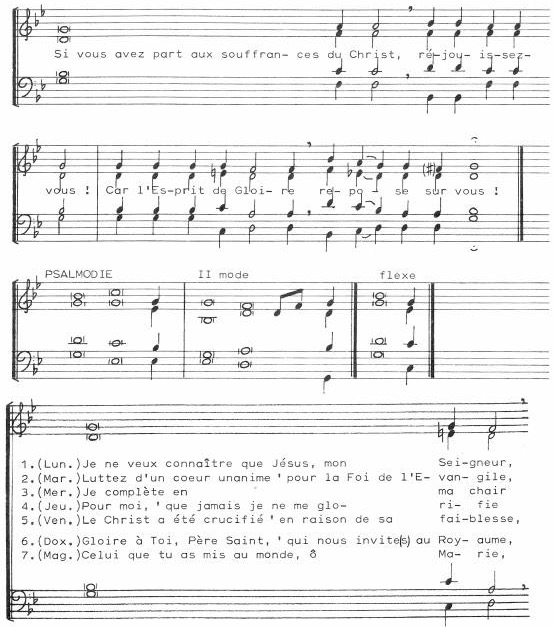 Si vous avez part aux souffran- ces du Christ, ré-jou- is-sez-
vous ! Car l'Es-prit de Gloi- re re- po - se sur vous !
PSALMODIE II mode flexe
1.(Lun.)Je ne veux connaître que Jésus, mon Sei-gneur,
2.(Mar.)Luttez d'un coeur unanime ' pour la Foi de l'E- van- gile,
3.(Mer.)Je complète en ma chair
4.(Jeu.)Pour moi, ' que jamais je ne me glo- ri- fie
5.(Ven.)Le Christ a été crucifié ' en raison de sa fai-blesse,
6.(Dox.)Gloire à Toi, Père Saint, ' qui nous invite(s) au Roy- aume,
7.(Mag.)Celui que tu as mis au monde, ô Ma- rie,